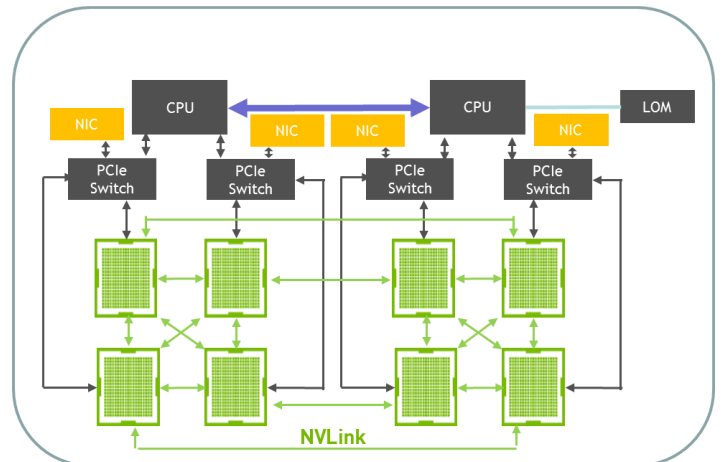 CPU
CPU
LOM
NIC
NIC
NIC
NIC
PCIe
Switch
PCIe
Switch
PCIe
Switch
PCIe
Switch
NVLink